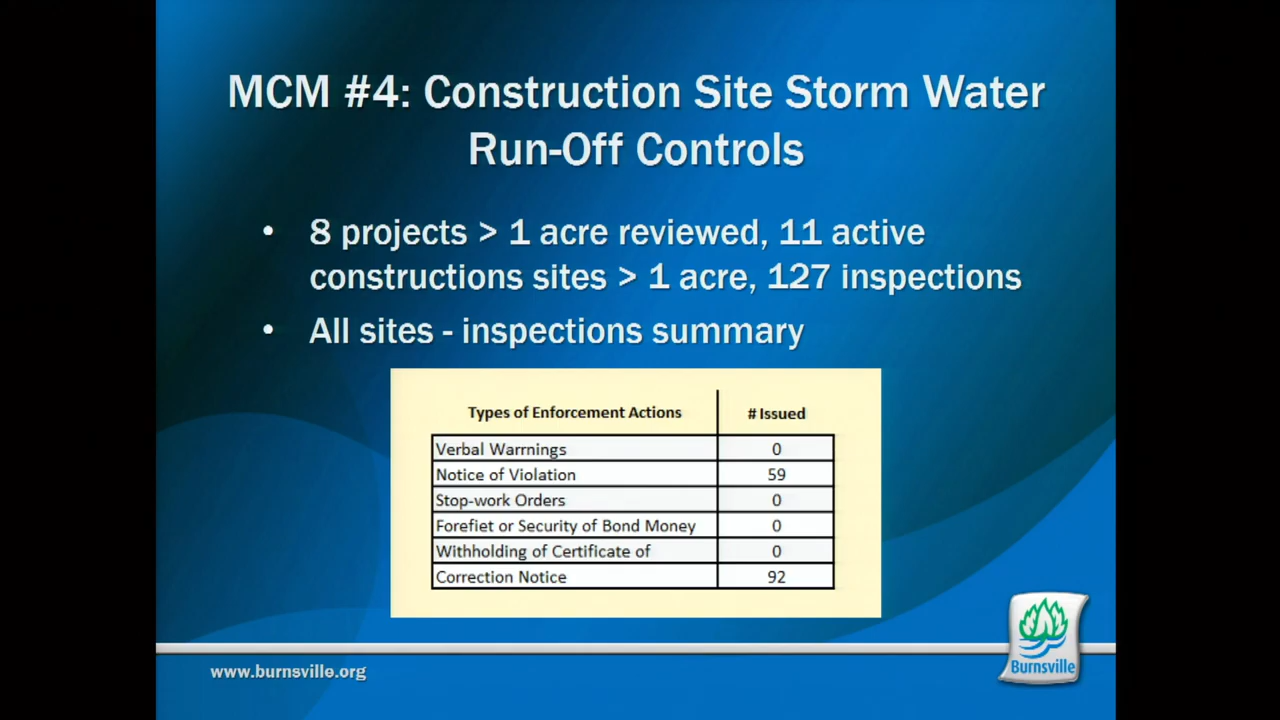 MCM #4: Construction Site Storm Water
Run-Off Controls
• 8 projects > 1 acre reviewed, 11 active
constructions sites > 1 acre, 127 inspections
• All sites - inspections summary
Types of Enforcement Actions # Issued
Verbal Warrnings 0
Notice of Violation 59
Stop-work Orders 0
Forefiet or Security of Bond Money 0
Withholding of Certificate of 0
Correction Notice 92
www.burnsville.org
Burnsville